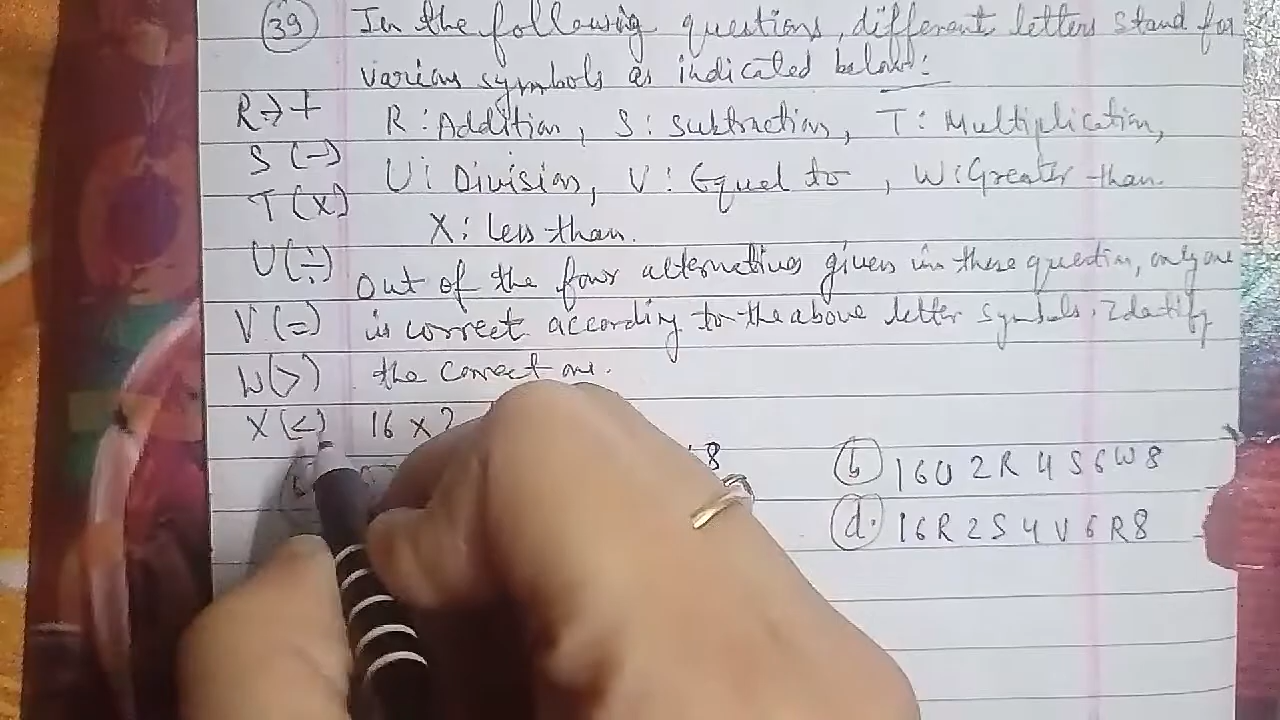 39 In the following questions, different letters stand for
various symbols as indicated below:
R→+ R : Addition, S : Subtraction, T : Multiplication,
S (-)
T (x) U : Division, V : Equal to , W : Greater than.
X : Less than.
U (÷) Out of the four alternatives given in these question, only one
V (=) is correct according to the above letter symbols. Identify
W (>) the correct one.
X (<) 16 X 2
8 (b) 16 U 2 R 4 S 6 W 8
(d.) 16 R 2 S 4 V 6 R 8